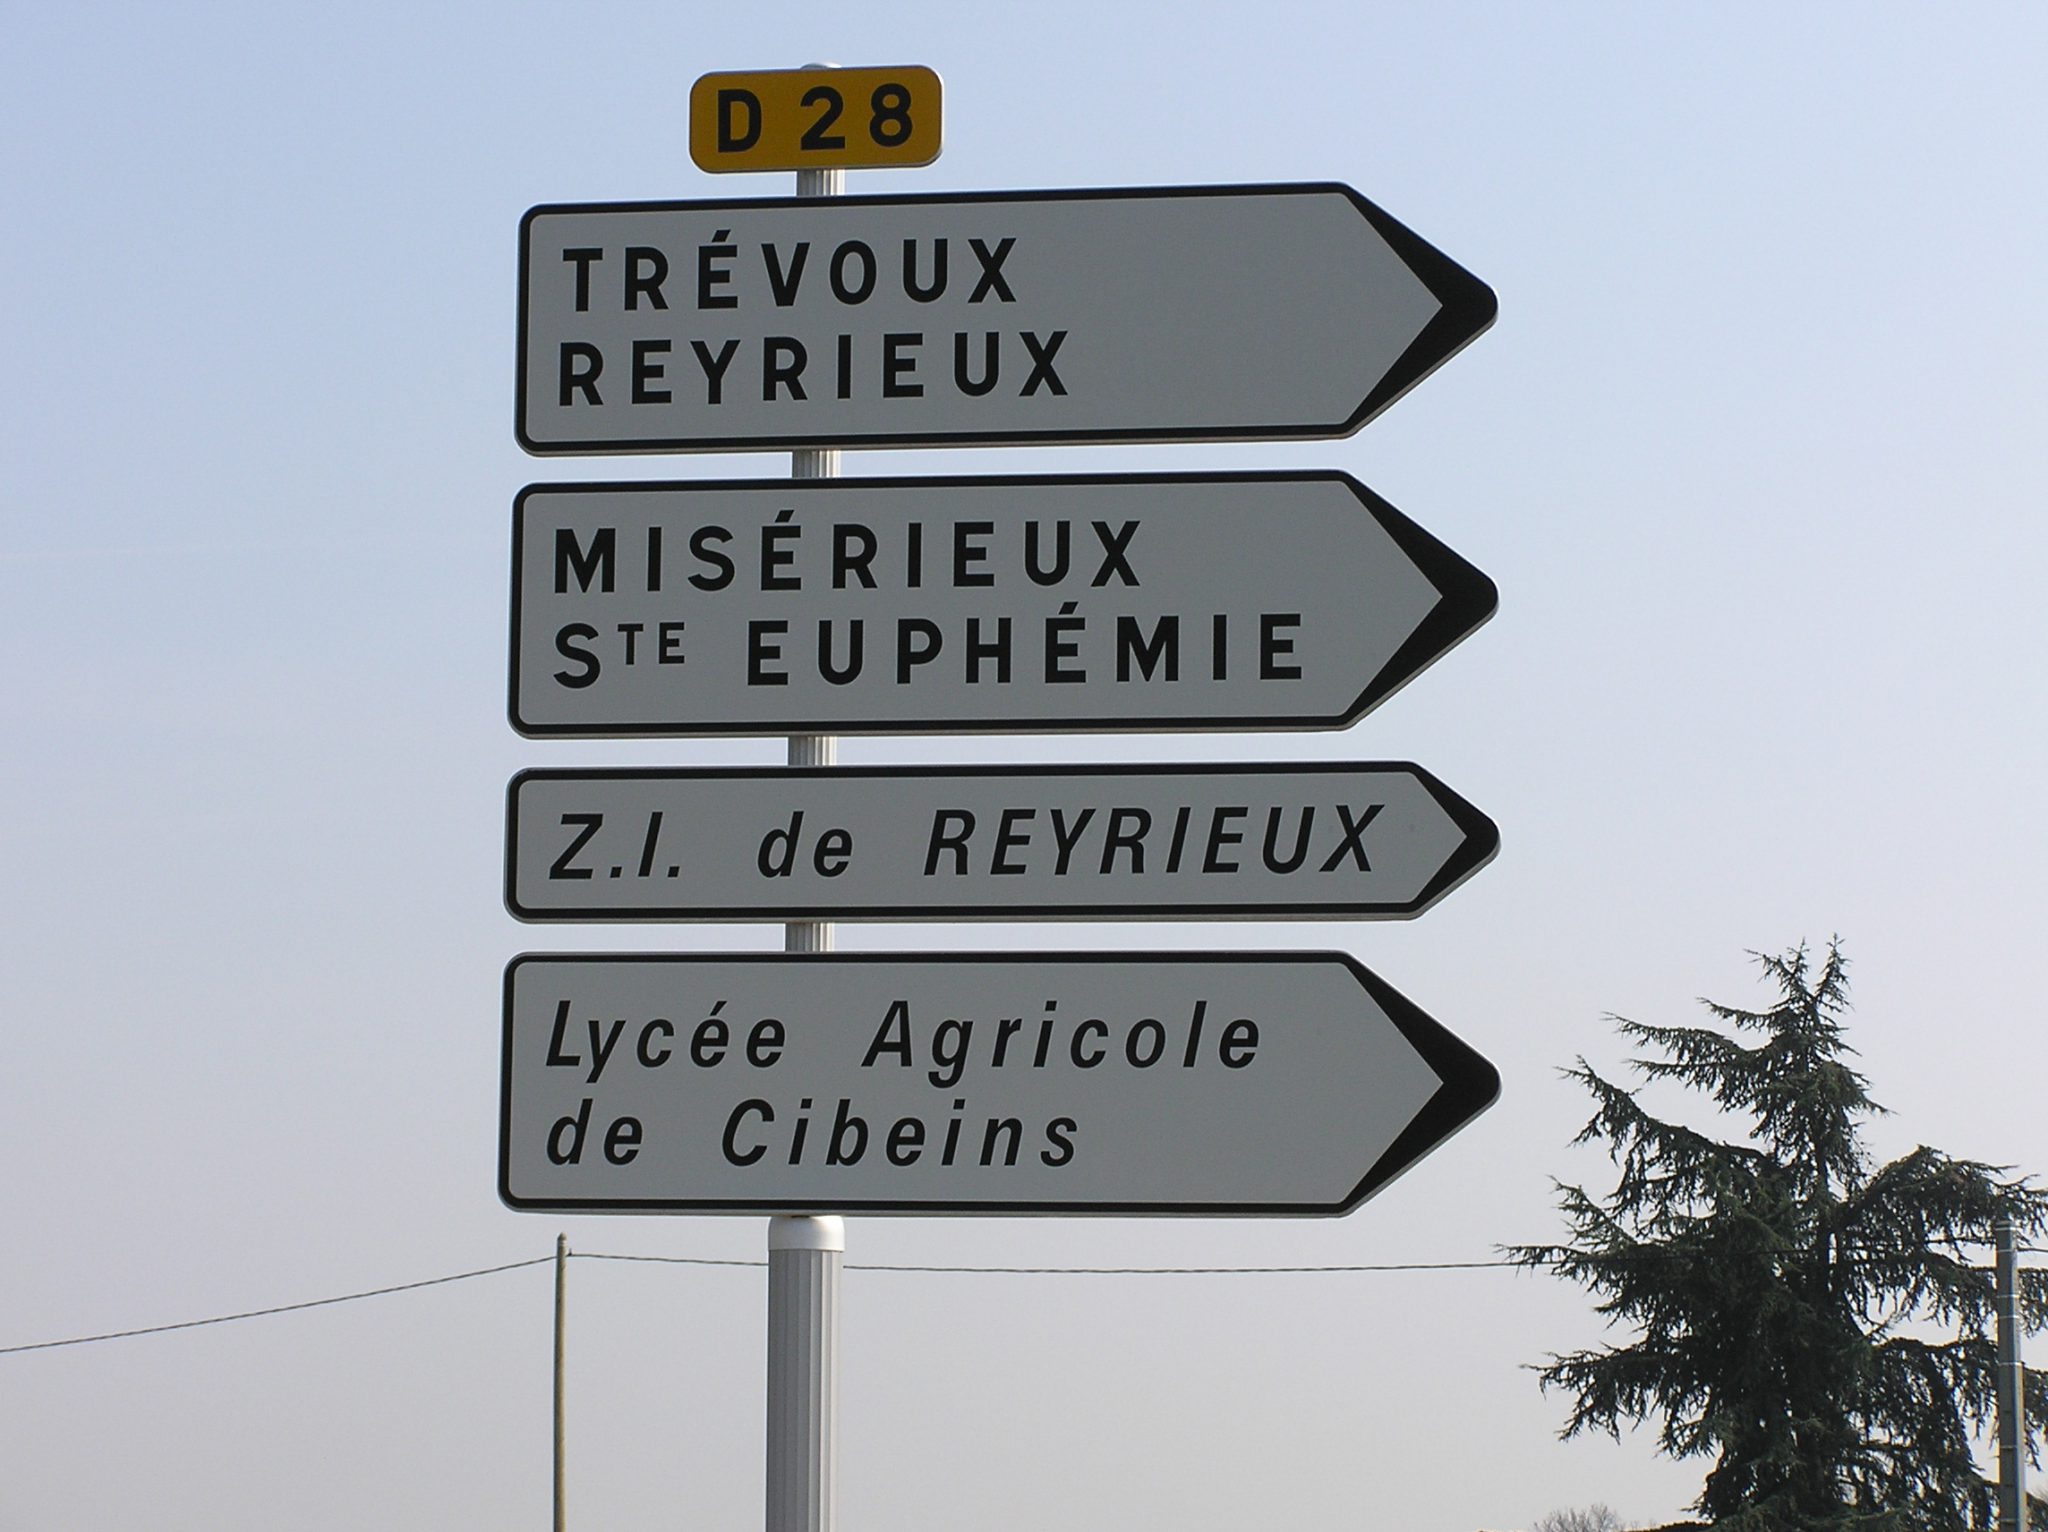 D 28
TRÉVOUX
REYRIEUX
MISÉRIEUX
STE EUPHÉMIE
Z.I. de REYRIEUX
Lycée Agricole
de Cibeins